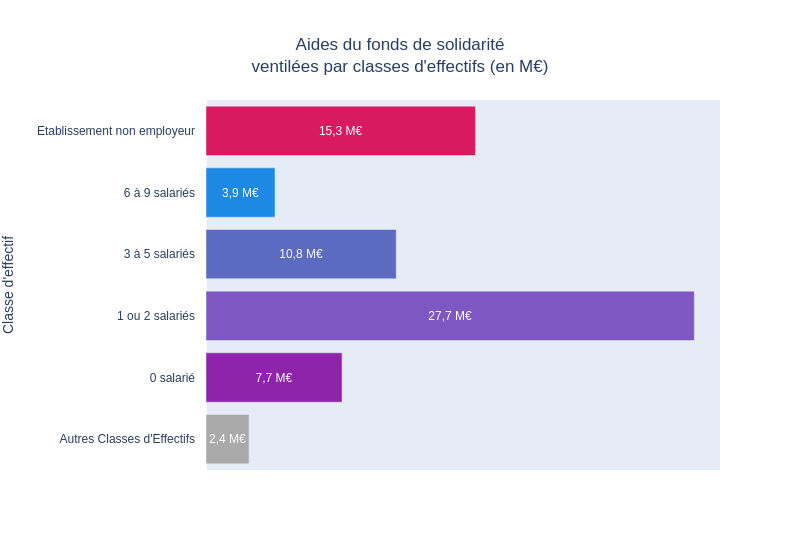 Aides du fonds de solidarité
ventilées par classes d'effectifs (en M€)
Classe d'effectif
Etablissement non employeur
15,3 M€
6 à 9 salariés
3,9 M€
3 à 5 salariés
10,8 M€
1 ou 2 salariés
27,7 M€
0 salarié
7,7 M€
Autres Classes d'Effectifs
2,4 M€